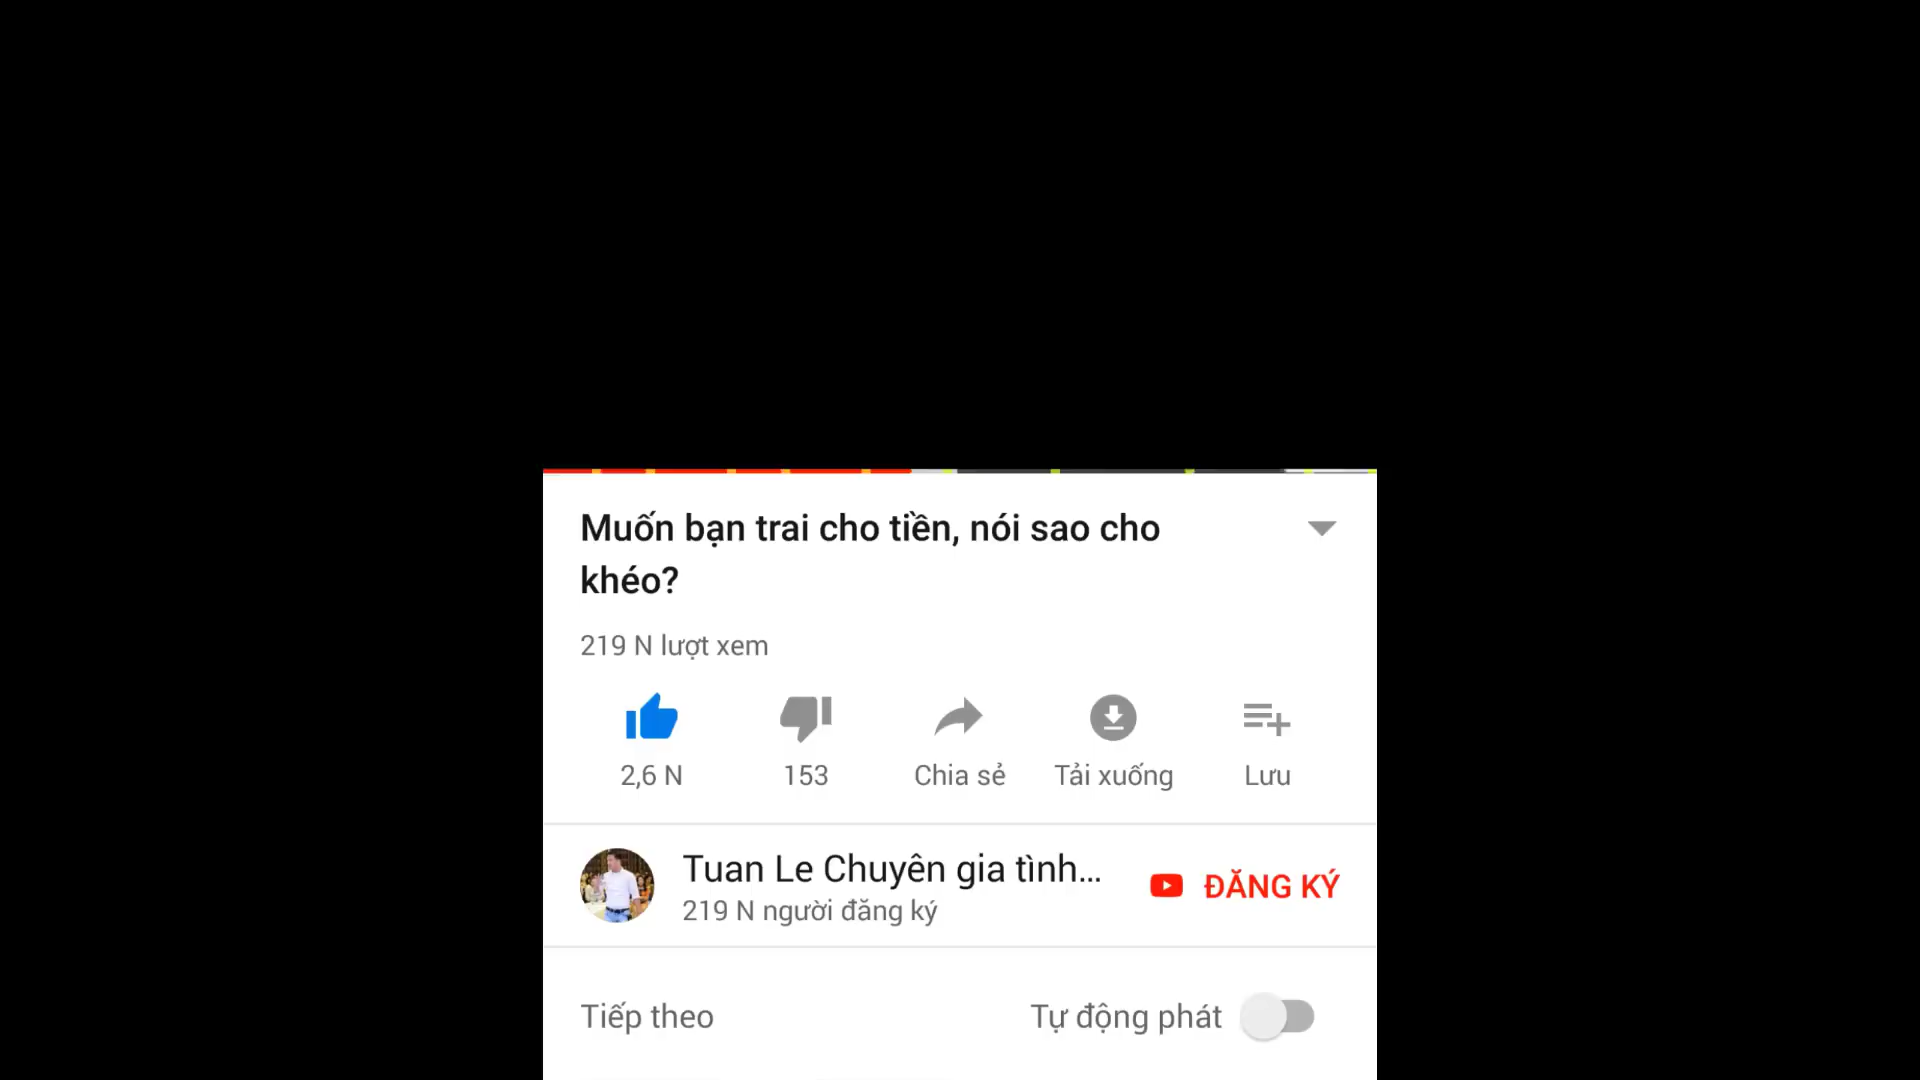 Muốn bạn trai cho tiền, nói sao cho
khéo?
219 N lượt xem
2,6 N
153
Chia sẻ
Tải xuống
Lưu
Tuan Le Chuyên gia tình...
219 N người đăng ký
ĐĂNG KÝ
Tiếp theo
Tự động phát